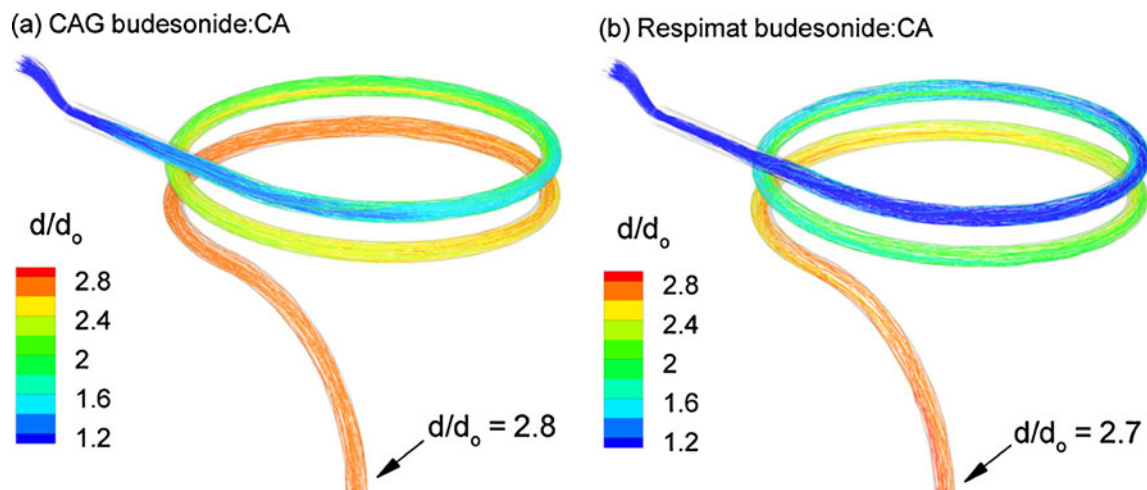 (a) CAG budesonide:CA
d/do
2.8
2.4
2
1.6
1.2
d/do = 2.8
(b) Respimat budesonide:CA
d/do
2.8
2.4
2
1.6
1.2
d/do = 2.7